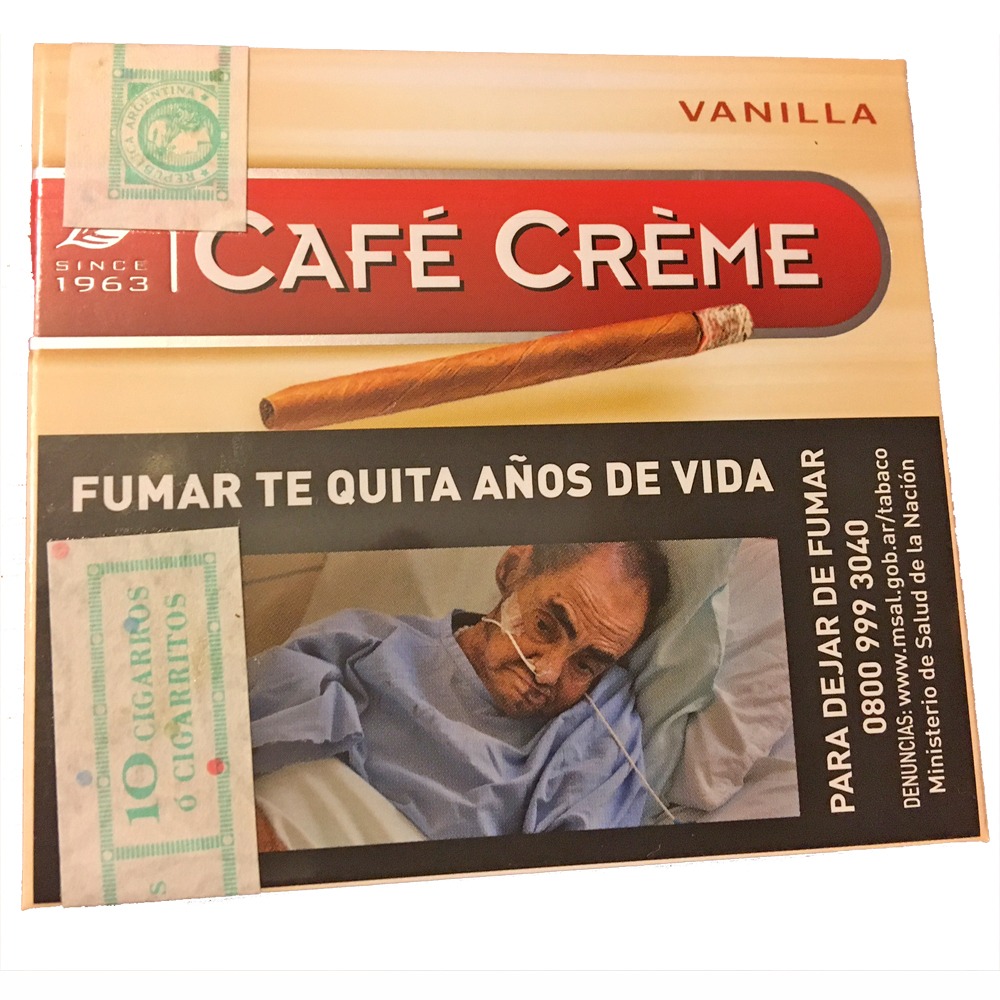 REPUBLICA ARGENTINA
VANILLA
SINCE
1963
CAFÉ CRÈME
FUMAR TE QUITA AÑOS DE VIDA
10 CIGARROS
Ó CIGARRITOS
S
PARA DEJAR DE FUMAR
0800 999 3040
DENUNCIAS: www.msal.gob.ar/tabaco
Ministerio de Salud de la Nación